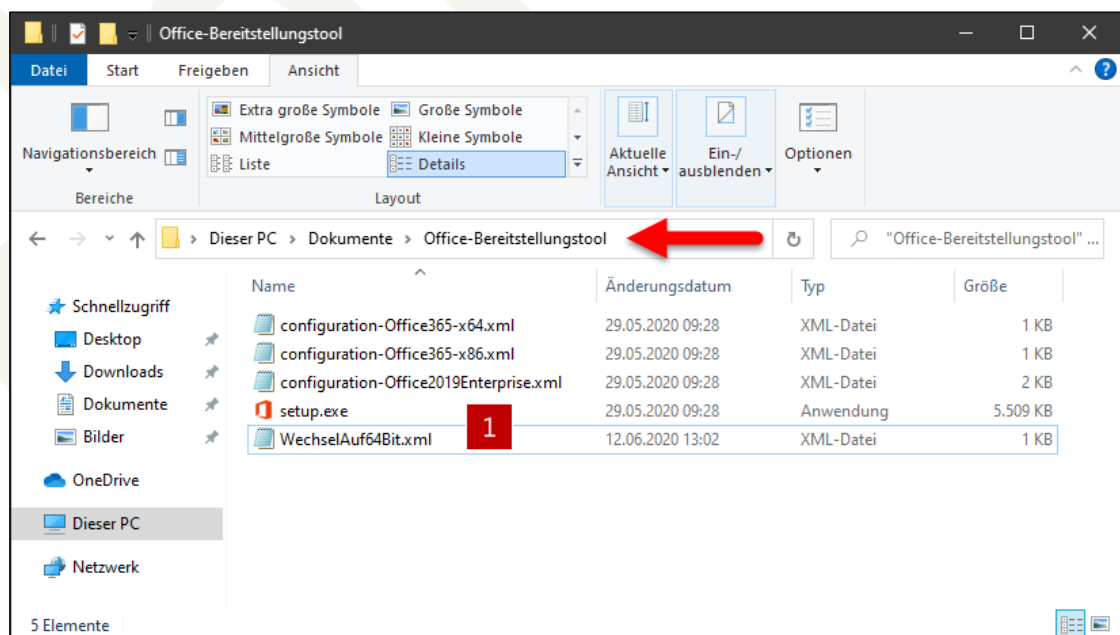 Office-Bereitstellungstool
Datei Start Freigeben Ansicht
Extra große Symbole Große Symbole
Mittelgroße Symbole Kleine Symbole
Liste Details
Navigationsbereich
Aktuelle Ansicht
Ein-/ausblenden
Optionen
Bereiche Layout
Dieser PC > Dokumente > Office-Bereitstellungstool
"Office-Bereitstellungstool" ...
Name Änderungsdatum Typ Größe
configuration-Office365-x64.xml 29.05.2020 09:28 XML-Datei 1 KB
configuration-Office365-x86.xml 29.05.2020 09:28 XML-Datei 1 KB
configuration-Office2019Enterprise.xml 29.05.2020 09:28 XML-Datei 2 KB
setup.exe 29.05.2020 09:28 Anwendung 5.509 KB
WechselAuf64Bit.xml 12.06.2020 13:02 XML-Datei 1 KB
1
Schnellzugriff
Desktop
Downloads
Dokumente
Bilder
OneDrive
Dieser PC
Netzwerk
5 Elemente